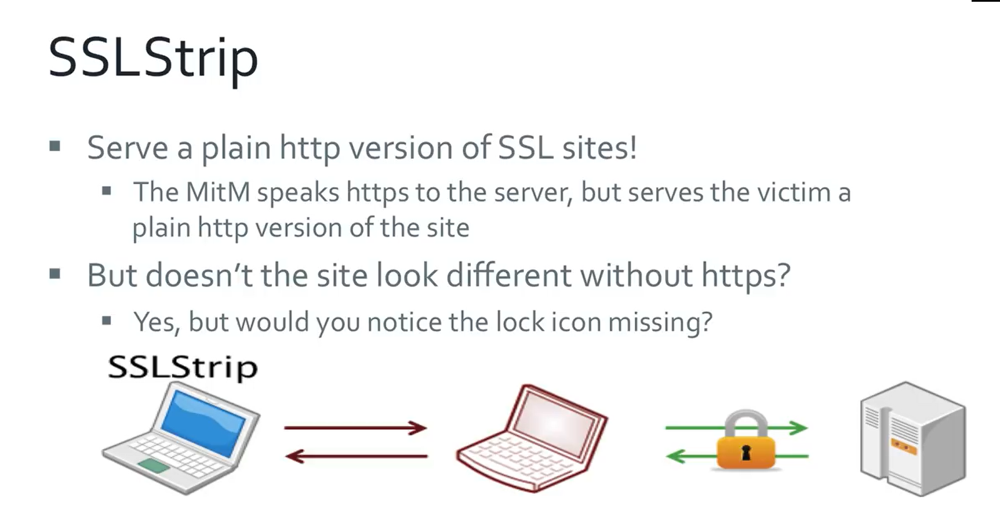 SSLStrip
Serve a plain http version of SSL sites!
The MitM speaks https to the server, but serves the victim a
plain http version of the site
But doesn’t the site look different without https?
Yes, but would you notice the lock icon missing?
SSLStrip